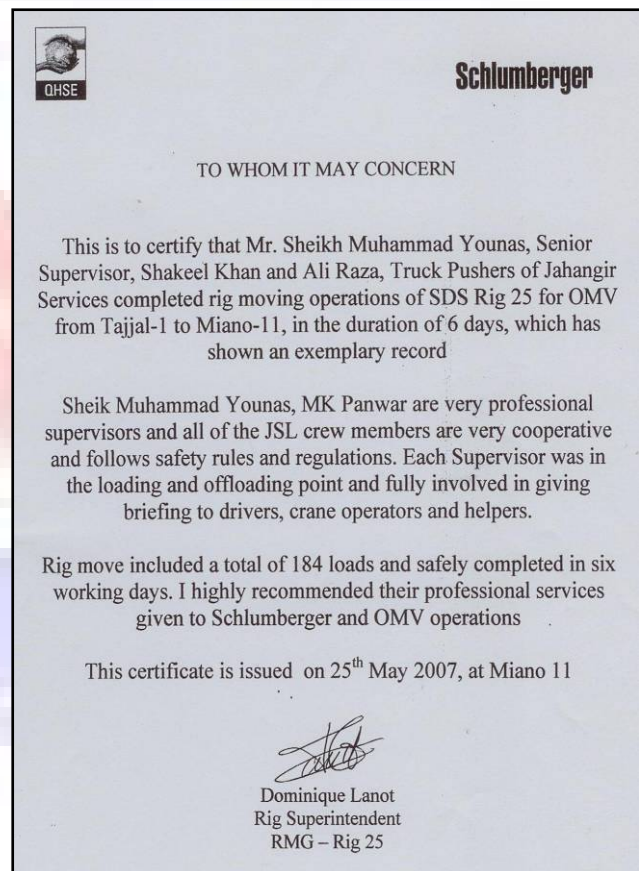 QHSE
Schlumberger
TO WHOM IT MAY CONCERN
This is to certify that Mr. Sheikh Muhammad Younas, Senior
Supervisor, Shakeel Khan and Ali Raza, Truck Pushers of Jahangir
Services completed rig moving operations of SDS Rig 25 for OMV
from Tajjal-1 to Miano-11, in the duration of 6 days, which has
shown an exemplary record
Sheik Muhammad Younas, MK Panwar are very professional
supervisors and all of the JSL crew members are very cooperative
and follows safety rules and regulations. Each Supervisor was in
the loading and offloading point and fully involved in giving
briefing to drivers, crane operators and helpers.
Rig move included a total of 184 loads and safely completed in six
working days. I highly recommended their professional services
given to Schlumberger and OMV operations
This certificate is issued on 25th May 2007, at Miano 11
Dominique Lanot
Rig Superintendent
RMG – Rig 25